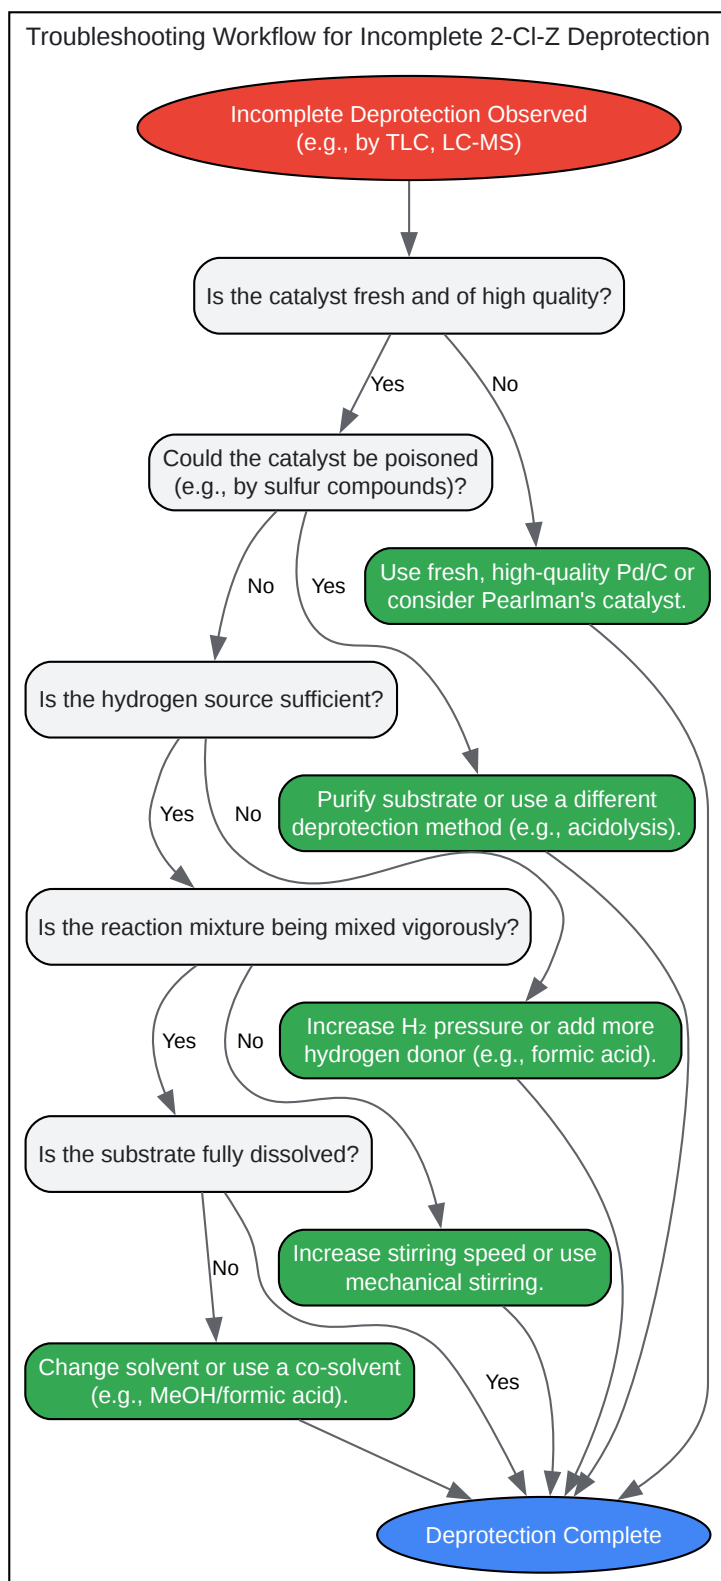 Troubleshooting Workflow for Incomplete 2-Cl-Z Deprotection
Incomplete Deprotection Observed
(e.g., by TLC, LC-MS)
Is the catalyst fresh and of high quality?
Yes
No
Could the catalyst be poisoned
(e.g., by sulfur compounds)?
Use fresh, high-quality Pd/C or
consider Pearlman's catalyst.
No
Yes
Is the hydrogen source sufficient?
Purify substrate or use a different
deprotection method (e.g., acidolysis).
Yes
No
Is the reaction mixture being mixed vigorously?
Increase H₂ pressure or add more
hydrogen donor (e.g., formic acid).
Yes
No
Is the substrate fully dissolved?
Increase stirring speed or use
mechanical stirring.
No
Change solvent or use a co-solvent
(e.g., MeOH/formic acid).
Yes
Deprotection Complete